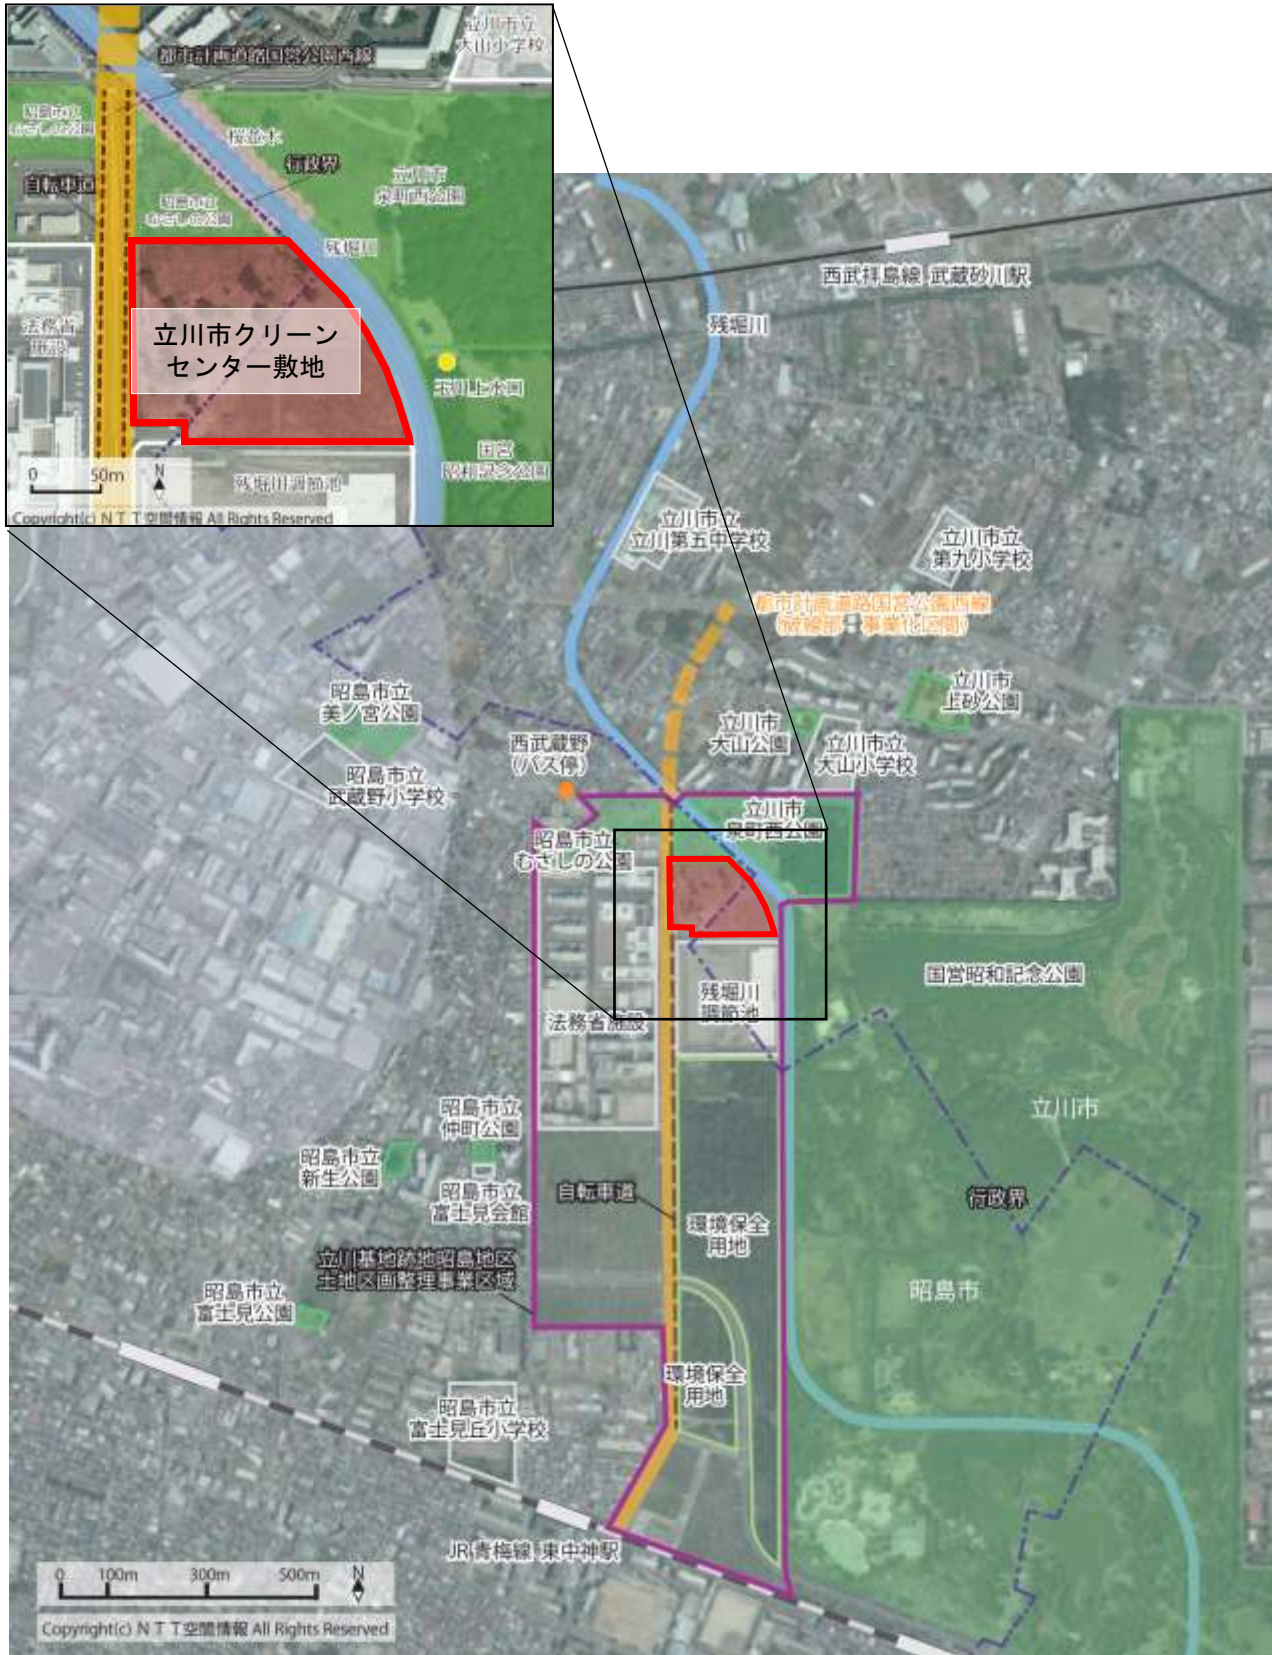 立川市立
大山小学校
都市計画道路国営公園西線
昭島市立
むさしの公園
桜並木
行政界
立川市
泉町西公園
自転車道
昭島市立
むさしの公園
残堀川
法務省
施設
立川市クリーン
センター敷地
玉川上水口
国営
昭和記念公園
残堀川調節池
0 50m N
Copyright(c) N T T 空間情報 All Rights Reserved
西武拝島線 武蔵砂川駅
残堀川
立川市立
立川第五中学校
立川市立
第九小学校
都市計画道路国営公園西線
(破線部:事業化区間)
立川市
上砂公園
昭島市立
美ノ宮公園
西武蔵野
(バス停)
立川市
大山公園
立川市立
大山小学校
昭島市立
武蔵野小学校
立川市
泉町西公園
昭島市立
むさしの公園
国営昭和記念公園
残堀川
調節池
法務省施設
立川市
昭島市立
仲町公園
昭島市立
新生公園
昭島市立
富士見会館
自転車道
行政界
環境保全
用地
立川基地跡地昭島地区
土地区画整理事業区域
昭島市
昭島市立
富士見公園
環境保全
用地
昭島市立
富士見丘小学校
JR 青梅線 東中神駅
0 100m 300m 500m N
Copyright(c) N T T 空間情報 All Rights Reserved